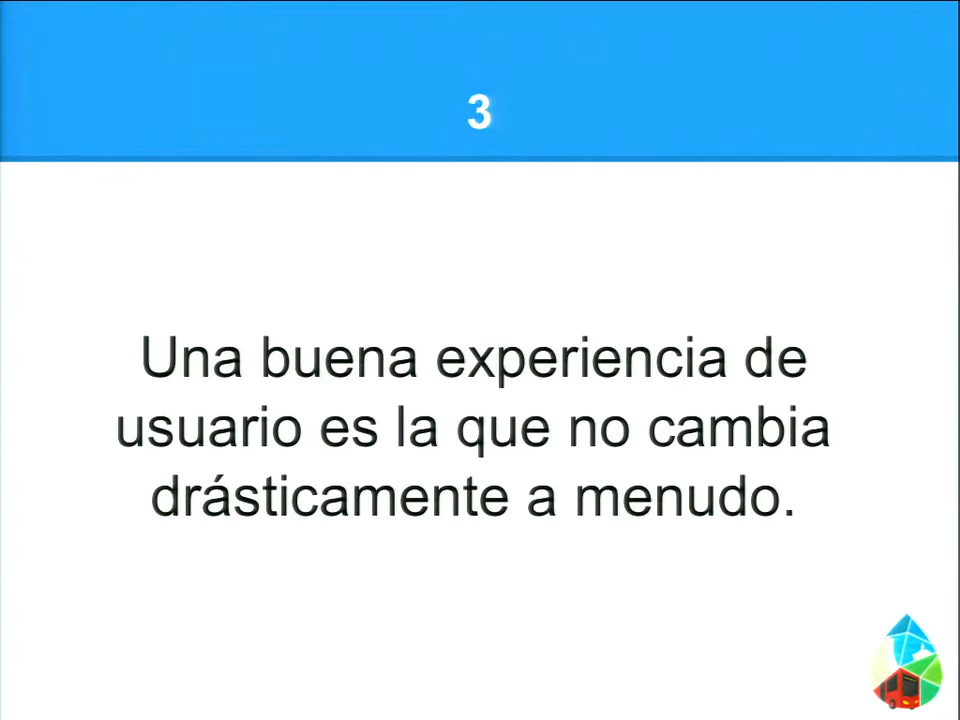 3
Una buena experiencia de
usuario es la que no cambia
drásticamente a menudo.